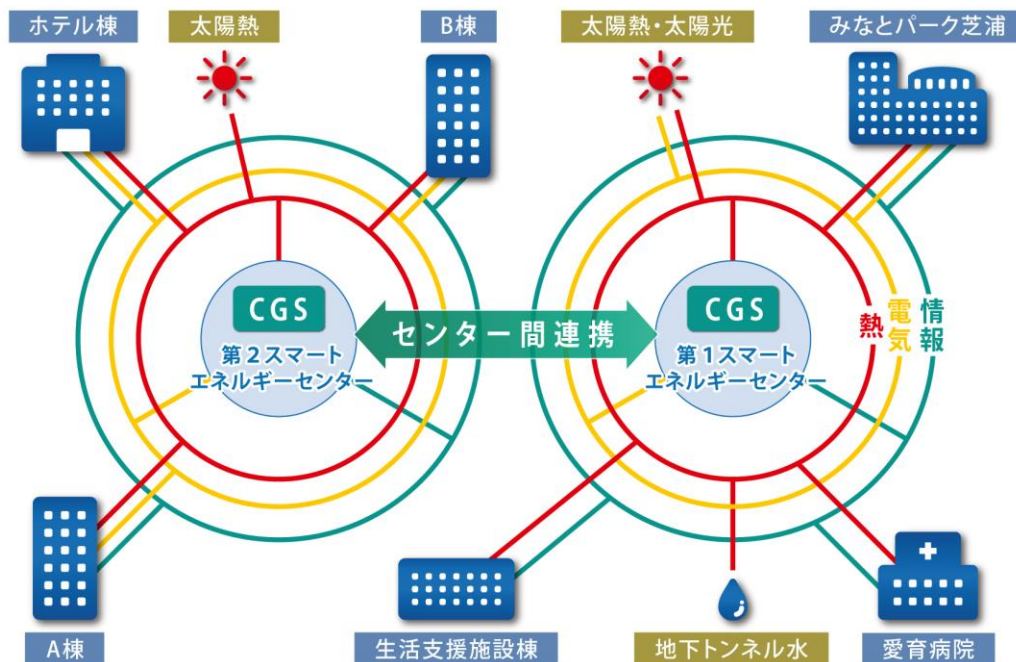 ホテル棟
太陽熱
B棟
太陽熱・太陽光
みなとパーク芝浦
CGS
第2スマート
エネルギーセンター
センター間連携
CGS
第1スマート
エネルギーセンター
熱
電気
情報
A棟
生活支援施設棟
地下トンネル水
愛育病院